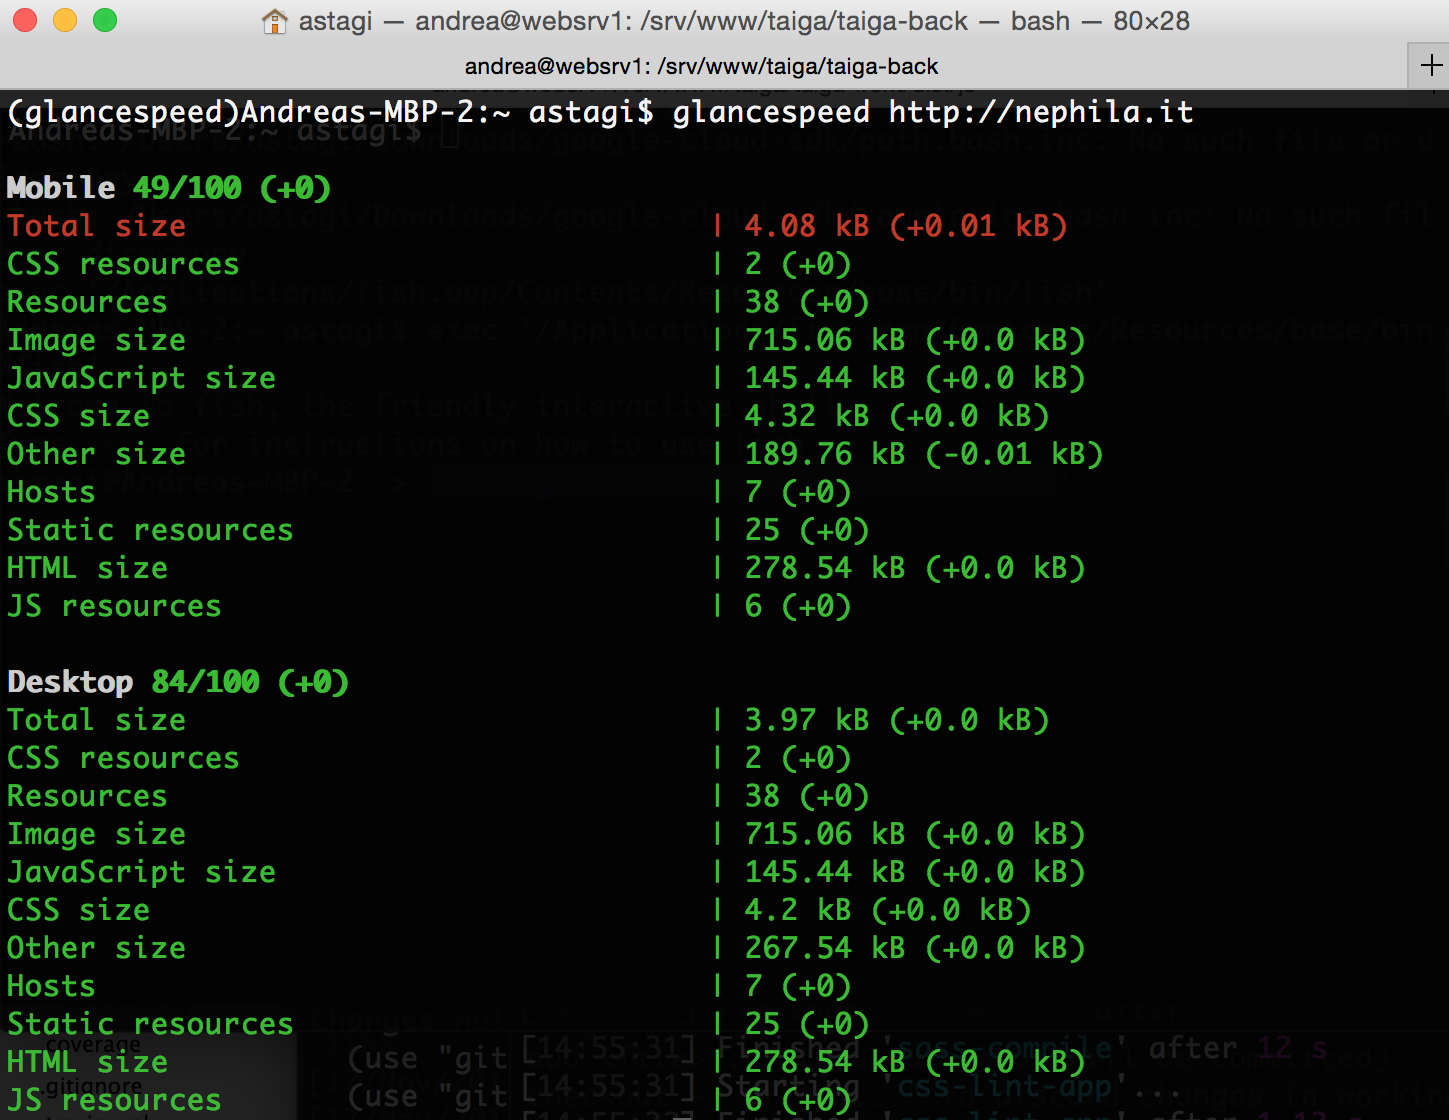 astagi — andrea@websrv1: /srv/www/taiga/taiga-back — bash — 80×28
andrea@websrv1: /srv/www/taiga/taiga-back
(glancespeed)Andreas-MBP-2:~ astagi$ glancespeed http://nephila.it
Mobile 49/100 (+0)
Total size | 4.08 kB (+0.01 kB)
CSS resources | 2 (+0)
Resources | 38 (+0)
Image size | 715.06 kB (+0.0 kB)
JavaScript size | 145.44 kB (+0.0 kB)
CSS size | 4.32 kB (+0.0 kB)
Other size | 189.76 kB (-0.01 kB)
Hosts | 7 (+0)
Static resources | 25 (+0)
HTML size | 278.54 kB (+0.0 kB)
JS resources | 6 (+0)
Desktop 84/100 (+0)
Total size | 3.97 kB (+0.0 kB)
CSS resources | 2 (+0)
Resources | 38 (+0)
Image size | 715.06 kB (+0.0 kB)
JavaScript size | 145.44 kB (+0.0 kB)
CSS size | 4.2 kB (+0.0 kB)
Other size | 267.54 kB (+0.0 kB)
Hosts | 7 (+0)
Static resources | 25 (+0)
HTML size | 278.54 kB (+0.0 kB)
JS resources | 6 (+0)